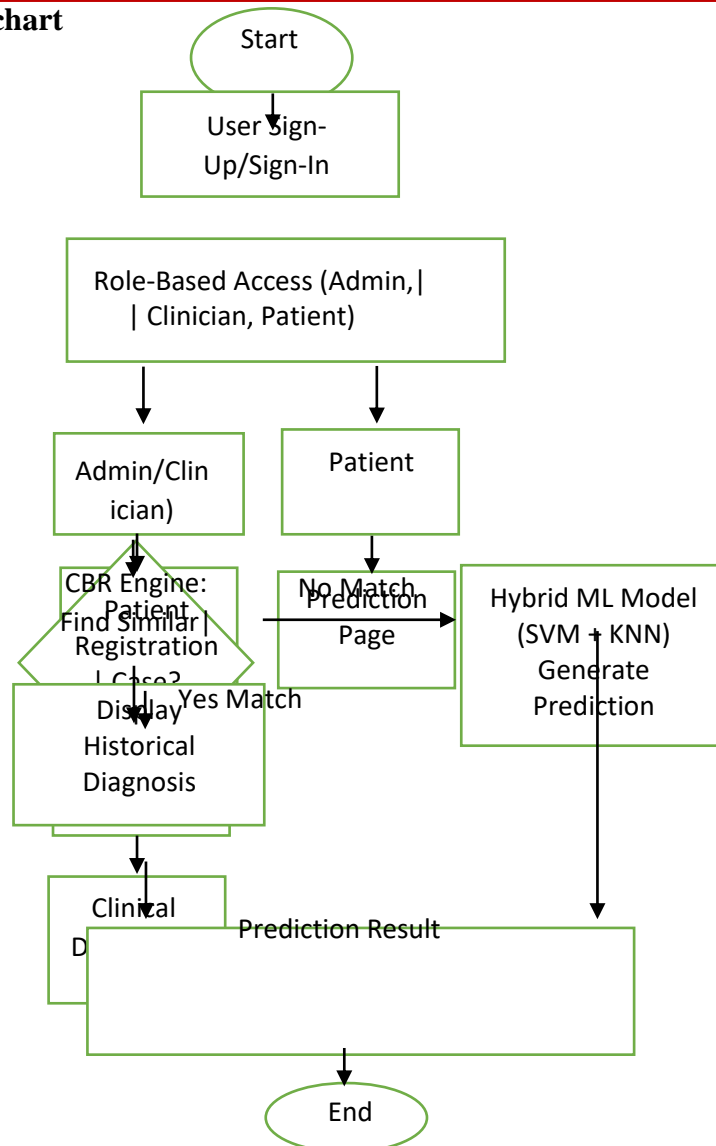 chart
Start
User Sign-
Up/Sign-In
Role-Based Access (Admin,|
| Clinician, Patient)
Admin/Clin
ician)
Patient
CBR Engine:
Find Similar|
| Case?
Patient
Registration
No Match
Prediction
Page
Hybrid ML Model
(SVM + KNN)
Generate
Prediction
Yes Match
Display
Historical
Diagnosis
Clinical
Prediction Result
End